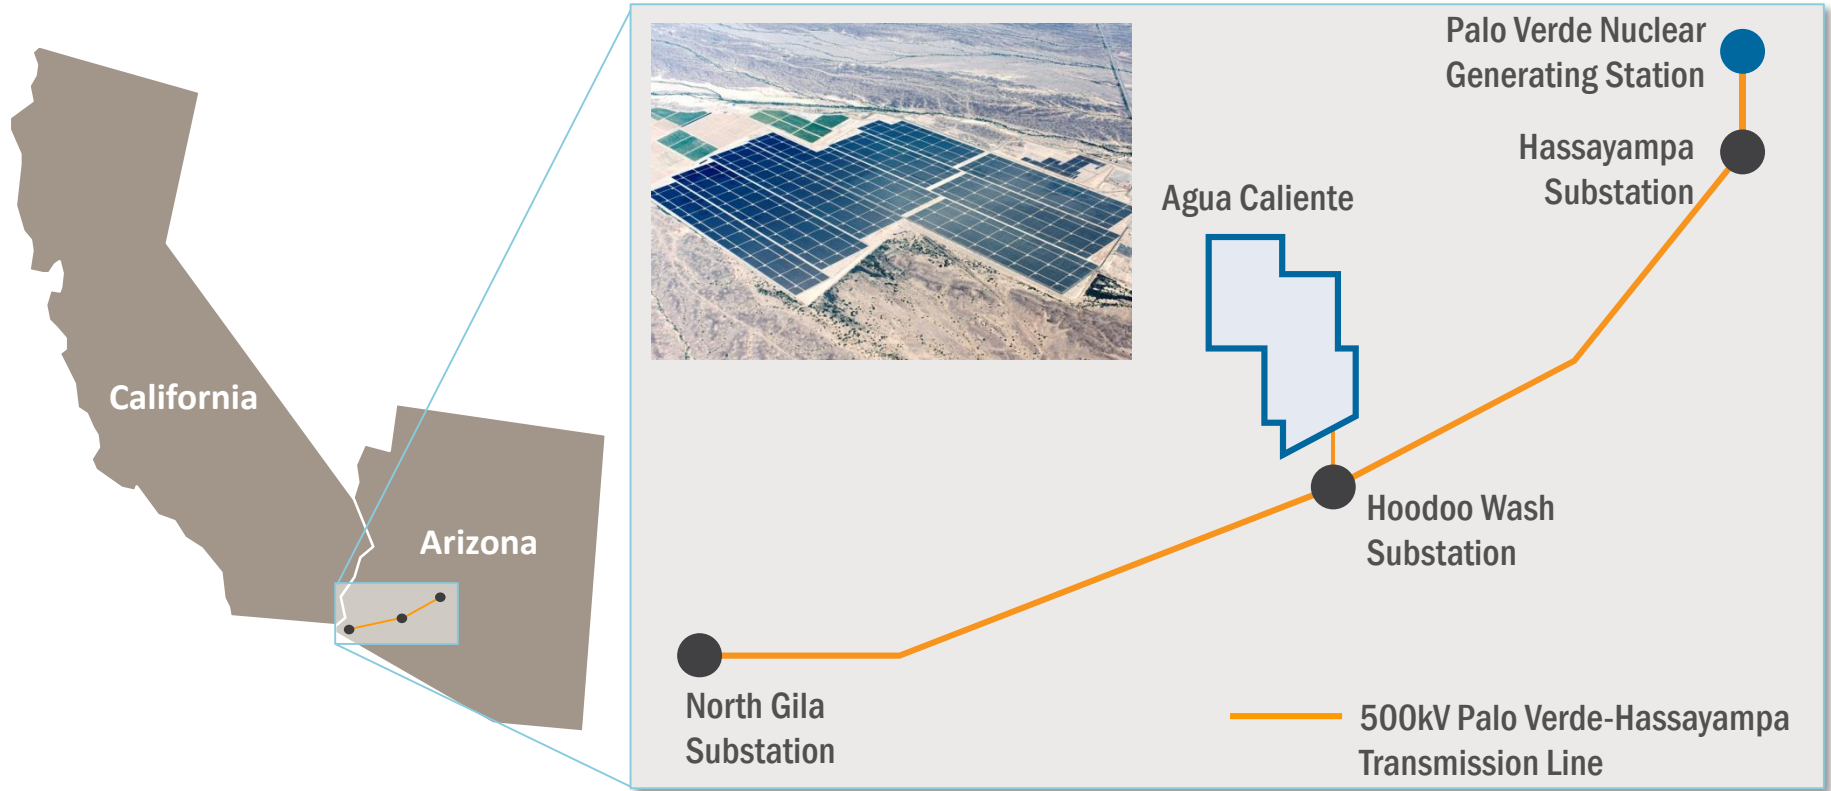 California
Arizona
Palo Verde Nuclear
Generating Station
Hassayampa
Substation
Agua Caliente
Hoodoo Wash
Substation
North Gila
Substation
500kV Palo Verde-Hassayampa
Transmission Line